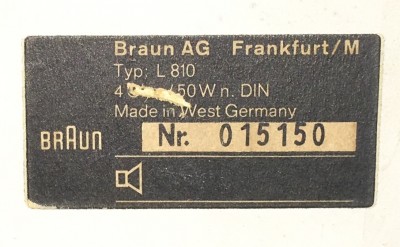 Braun AG Frankfurt/M
Typ: L 810
4 /50 W n. DIN
Made in West Germany
BRAUN Nr. 015150